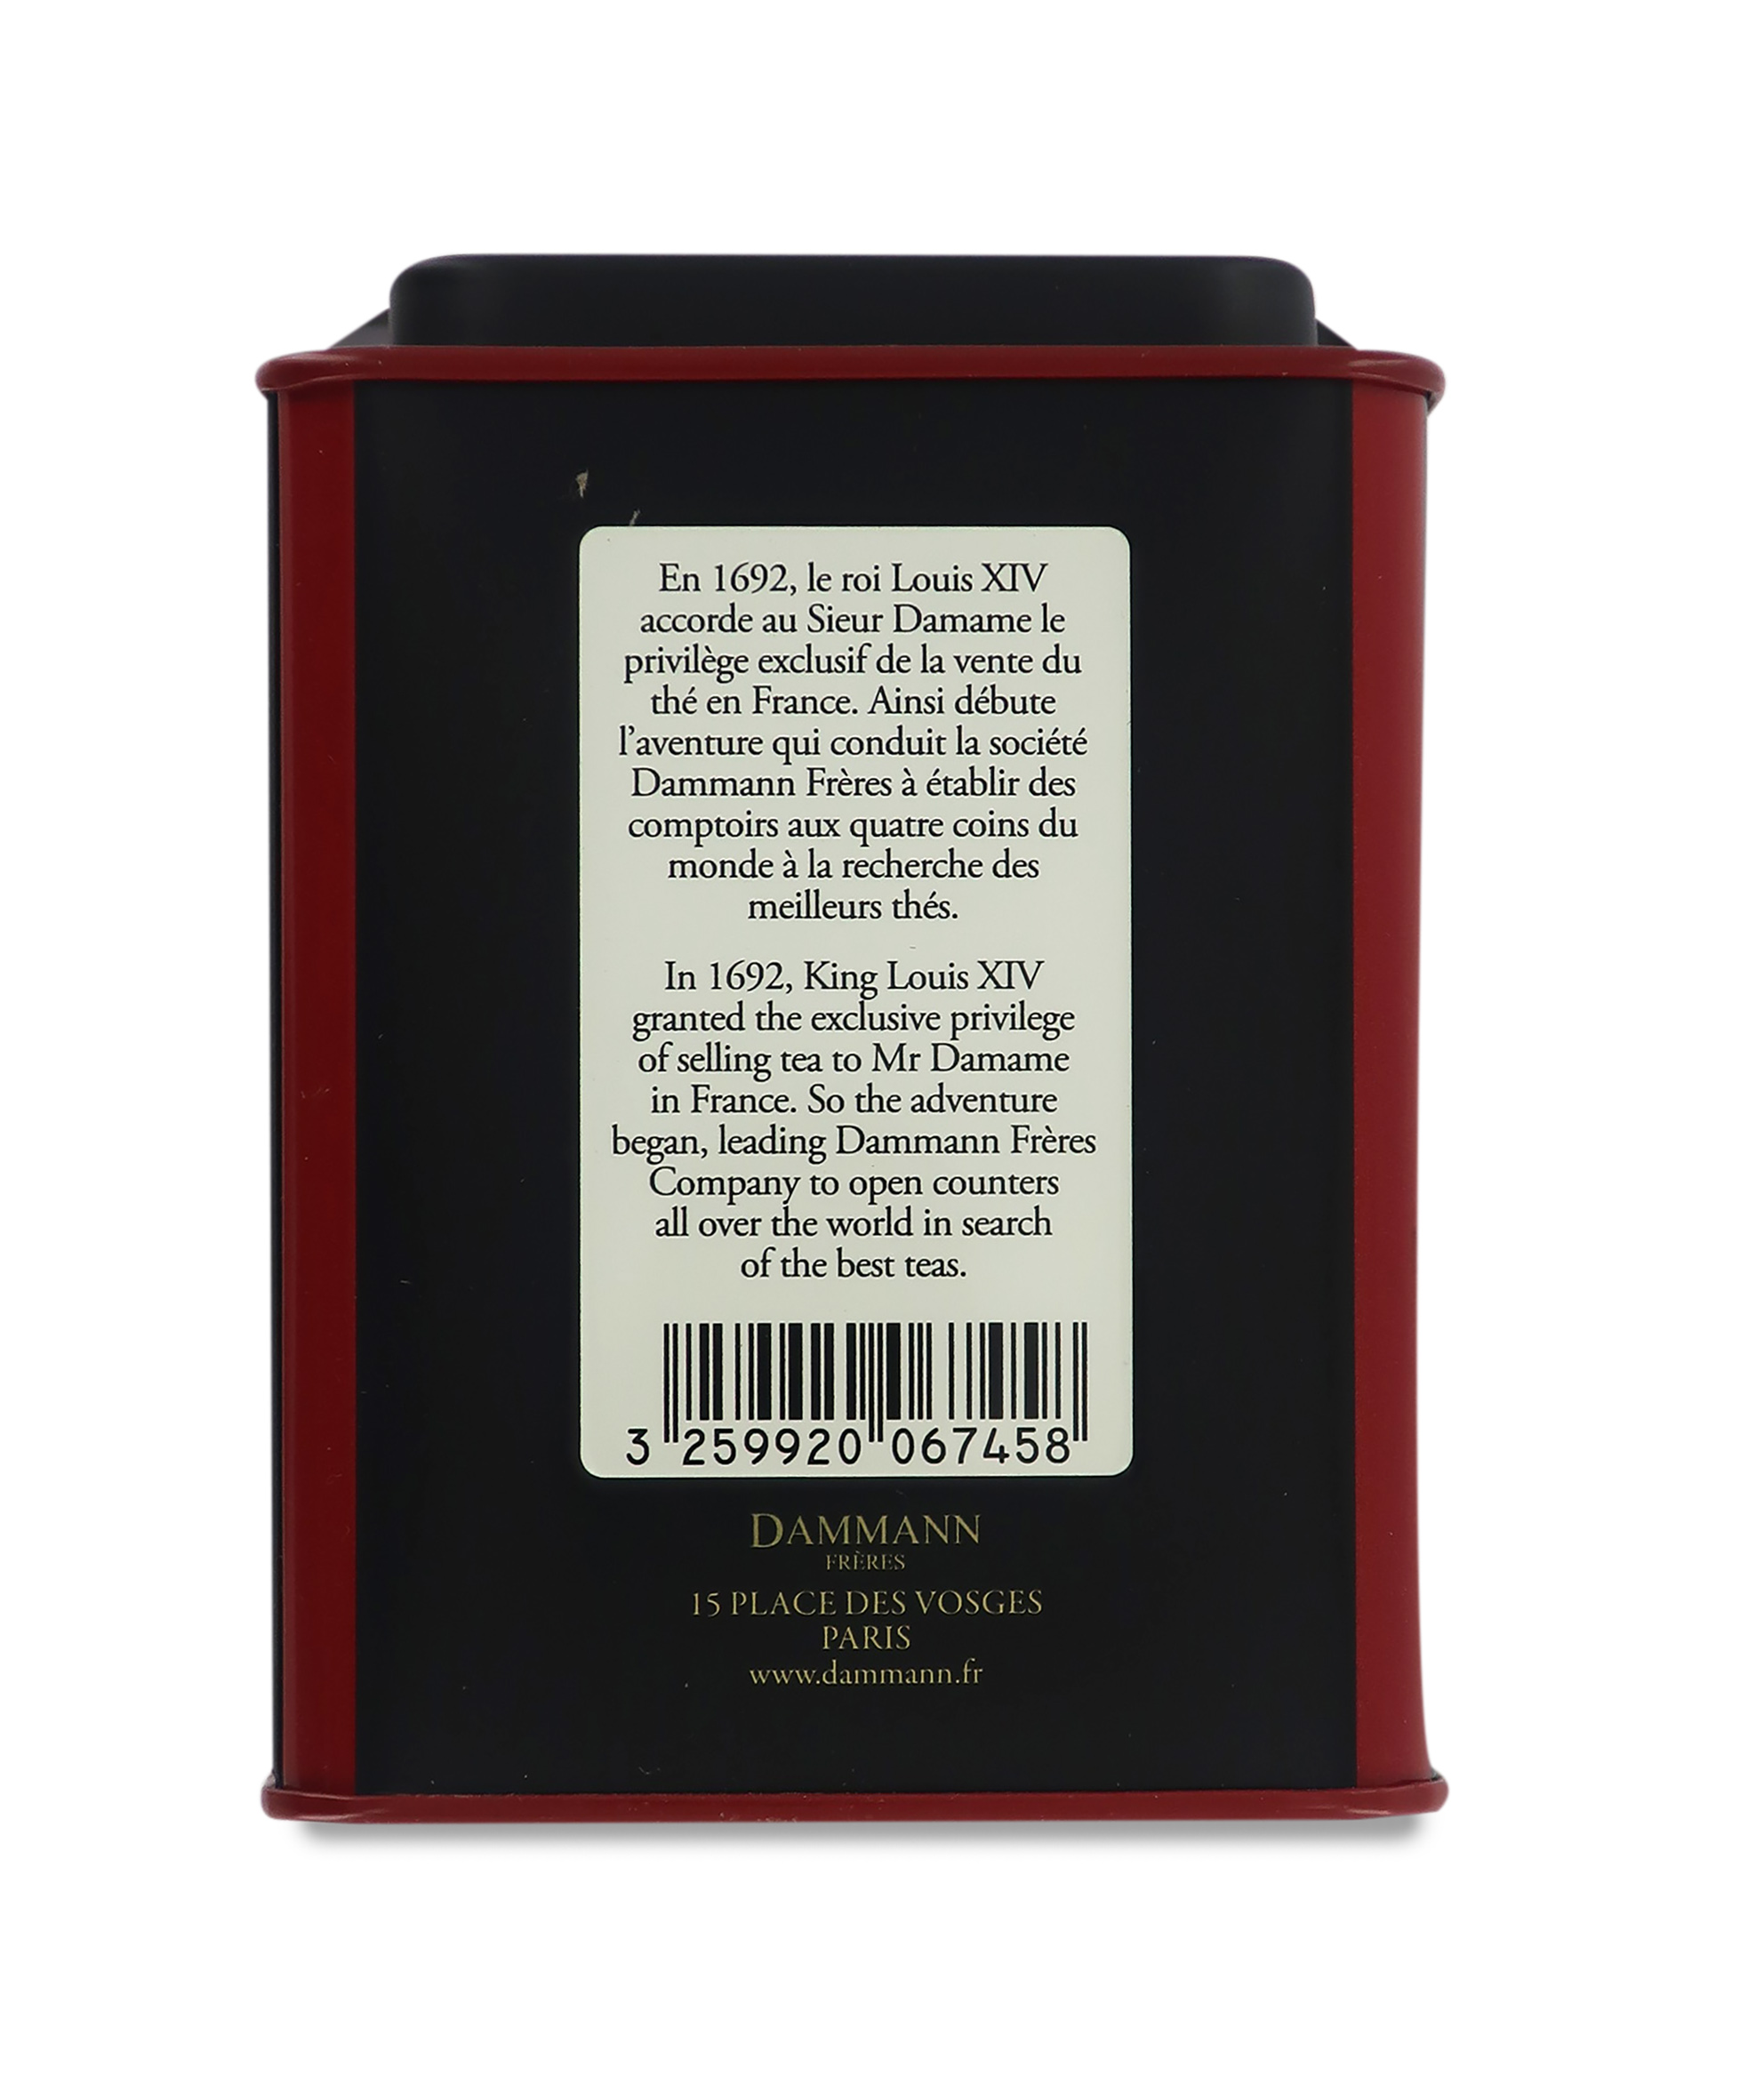 En 1692, le roi Louis XIV
accorde au Sieur Damame le
privilège exclusif de la vente du
thé en France. Ainsi débute
l’aventure qui conduit la société
Dammann Frères à établir des
comptoirs aux quatre coins du
monde à la recherche des
meilleurs thés.
In 1692, King Louis XIV
granted the exclusive privilege
of selling tea to Mr Damame
in France. So the adventure
began, leading Dammann Frères
Company to open counters
all over the world in search
of the best teas.
3 259920 067458
DAMMANN
FRÈRES
15 PLACE DES VOSGES
PARIS
www.dammann.fr